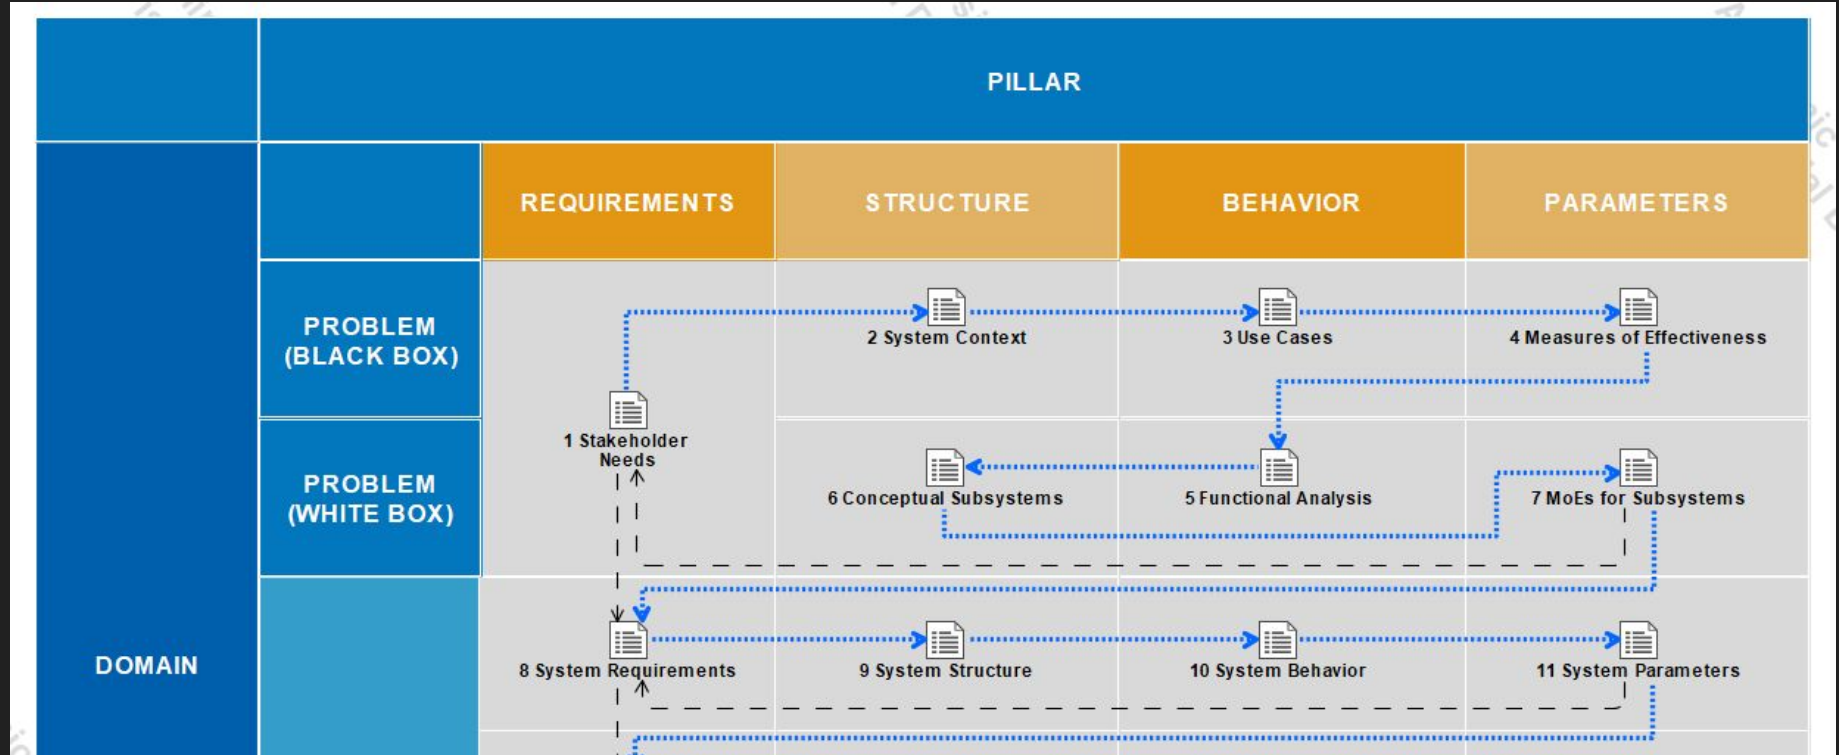 PILLAR
REQUIREMENTS
STRUCTURE
BEHAVIOR
PARAMETERS
PROBLEM
(BLACK BOX)
2 System Context
3 Use Cases
4 Measures of Effectiveness
1 Stakeholder
Needs
PROBLEM
(WHITE BOX)
6 Conceptual Subsystems
5 Functional Analysis
7 MoEs for Subsystems
DOMAIN
8 System Requirements
9 System Structure
10 System Behavior
11 System Parameters